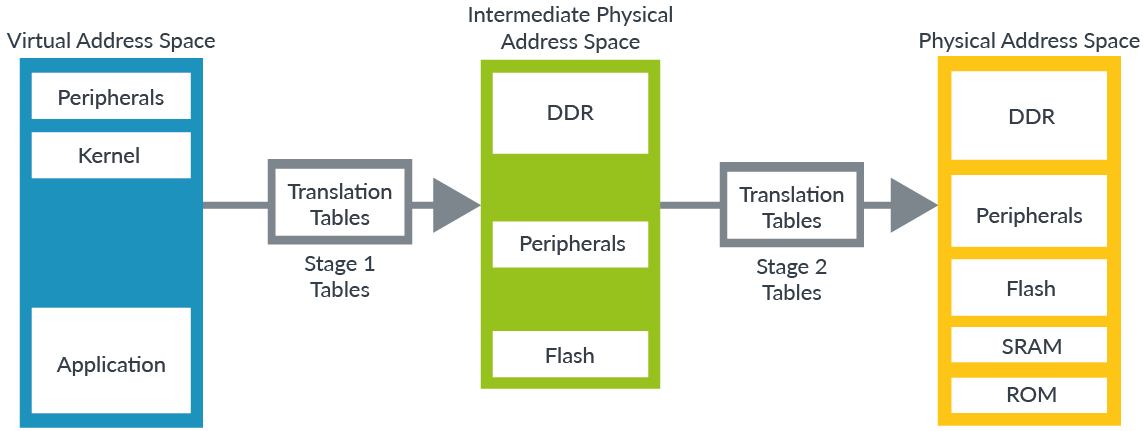 Virtual Address Space
Peripherals
Kernel
Application
Translation
Tables
Stage 1
Tables
Intermediate Physical
Address Space
DDR
Peripherals
Flash
Translation
Tables
Stage 2
Tables
Physical Address Space
DDR
Peripherals
Flash
SRAM
ROM